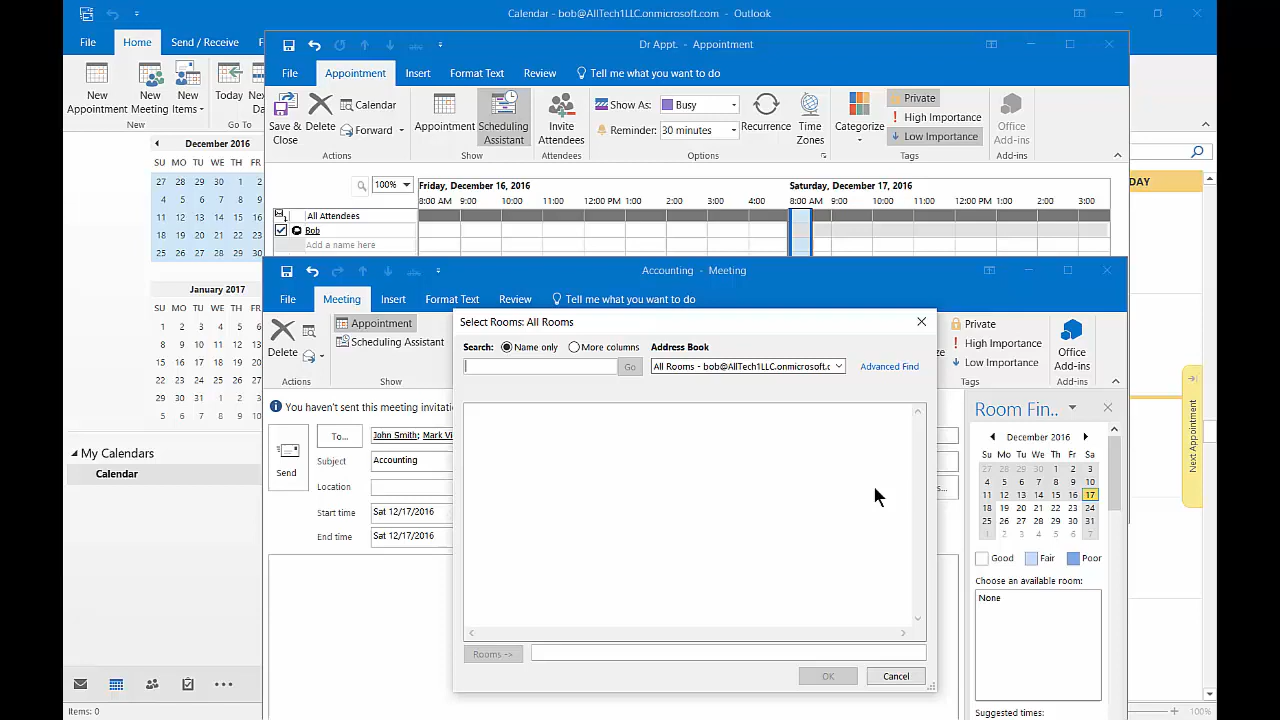 Calendar - bob@AllTech1LLC.onmicrosoft.com - Outlook
File
Home
Send / Receive
F
New Appointment
New Meeting
New Items
Today
Next
Da
New
Go To
December 2016
SU MO TU WE TH FR SA
27 28 29 30 1 2
4 5 6 7 8 9
11 12 13 14 15 16
18 19 20 21 22 23
25 26 27 28 29 30
January 2017
SU MO TU WE TH FR SA
1 2 3 4 5 6
8 9 10 11 12 13
15 16 17 18 19 20
22 23 24 25 26 27
29 30 31 1 2 3
5 6 7 8 9 10
My Calendars
Calendar
Items: 0
Dr Appt. - Appointment
File
Appointment
Insert
Format Text
Review
Tell me what you want to do
Save & Close
Delete
Calendar
Forward
Actions
Appointment
Scheduling Assistant
Show
Invite Attendees
Attendees
Show As:
Busy
Reminder:
30 minutes
Recurrence
Time Zones
Options
Categorize
Private
High Importance
Low Importance
Tags
Office Add-ins
Add-ins
100%
Friday, December 16, 2016
Saturday, December 17, 2016
8:00 AM 9:00 10:00 11:00 12:00 PM 1:00 2:00 3:00 4:00 8:00 AM 9:00 10:00 11:00 12:00 PM 1:00 2:00 3:00
All Attendees
Bob
Add a name here
DAY
Accounting - Meeting
File
Meeting
Insert
Format Text
Review
Tell me what you want to do
Delete
Actions
Appointment
Scheduling Assistant
Show
Private
High Importance
Low Importance
Tags
Office Add-ins
Add-ins
You haven't sent this meeting invitati
Send
To...
John Smith; Mark Vi
Subject
Accounting
Location
s...
Start time
Sat 12/17/2016
End time
Sat 12/17/2016
Select Rooms: All Rooms
Search:
Name only
More columns
Address Book
Go
All Rooms - bob@AllTech1LLC.onmicrosoft.c
Advanced Find
Rooms ->
OK
Cancel
Room Fin...
December 2016
Su Mo Tu We Th Fr Sa
27 28 29 30 1 2 3
4 5 6 7 8 9 10
11 12 13 14 15 16 17
18 19 20 21 22 23 24
25 26 27 28 29 30 31
1 2 3 4 5 6 7
Good
Fair
Poor
Choose an available room:
None
Suggested times:
Next Appointment
100%